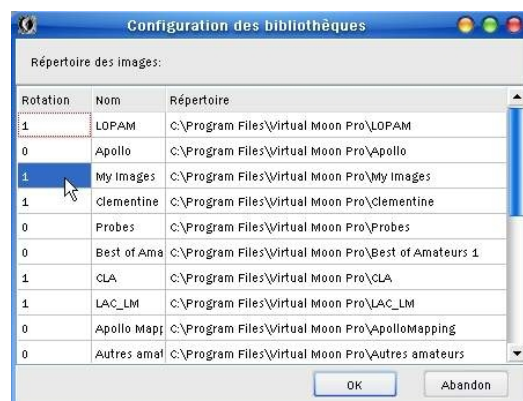 Configuration des bibliothèques
Répertoire des images:
Rotation Nom Répertoire
1 LOPAM C:\Program Files\Virtual Moon Pro\LOPAM
0 Apollo C:\Program Files\Virtual Moon Pro\Apollo
1 My Images C:\Program Files\Virtual Moon Pro\My Images
1 Clementine C:\Program Files\Virtual Moon Pro\Clementine
0 Probes C:\Program Files\Virtual Moon Pro\Probes
0 Best of Ama C:\Program Files\Virtual Moon Pro\Best of Amateurs 1
1 CLA C:\Program Files\Virtual Moon Pro\CLA
1 LAC_LM C:\Program Files\Virtual Moon Pro\LAC_LM
0 Apollo Mapp C:\Program Files\Virtual Moon Pro\ApolloMapping
0 Autres amat C:\Program Files\Virtual Moon Pro\Autres amateurs
OK Abandon